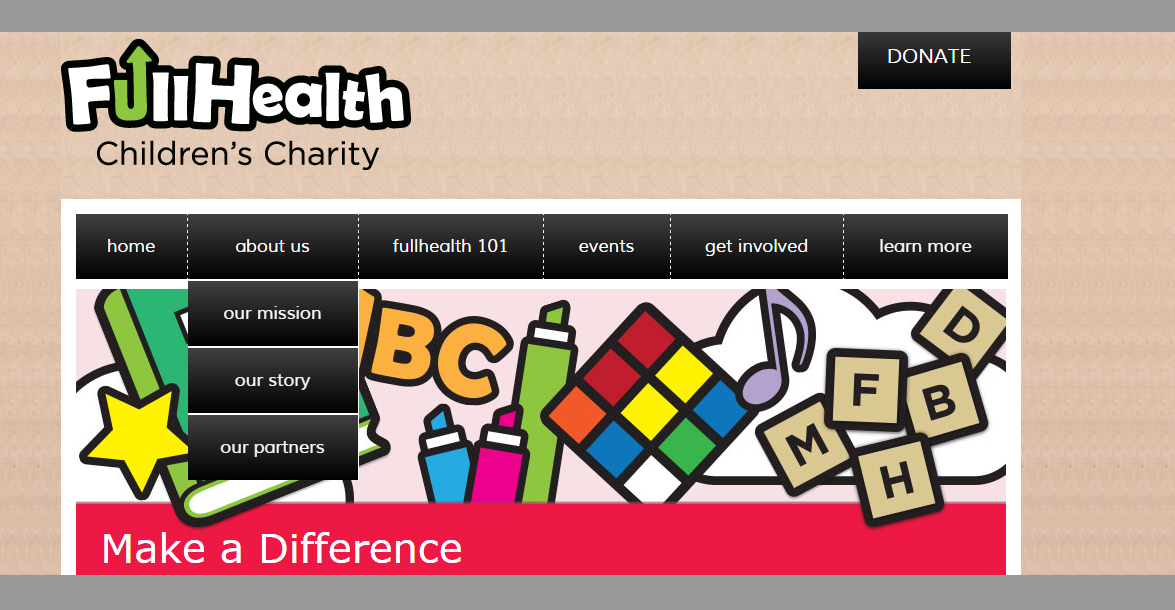 FullHealth
Children's Charity
DONATE
home about us fullhealth 101 events get involved learn more
our mission
our story
our partners
BC
D
F
B
M
H
Make a Difference